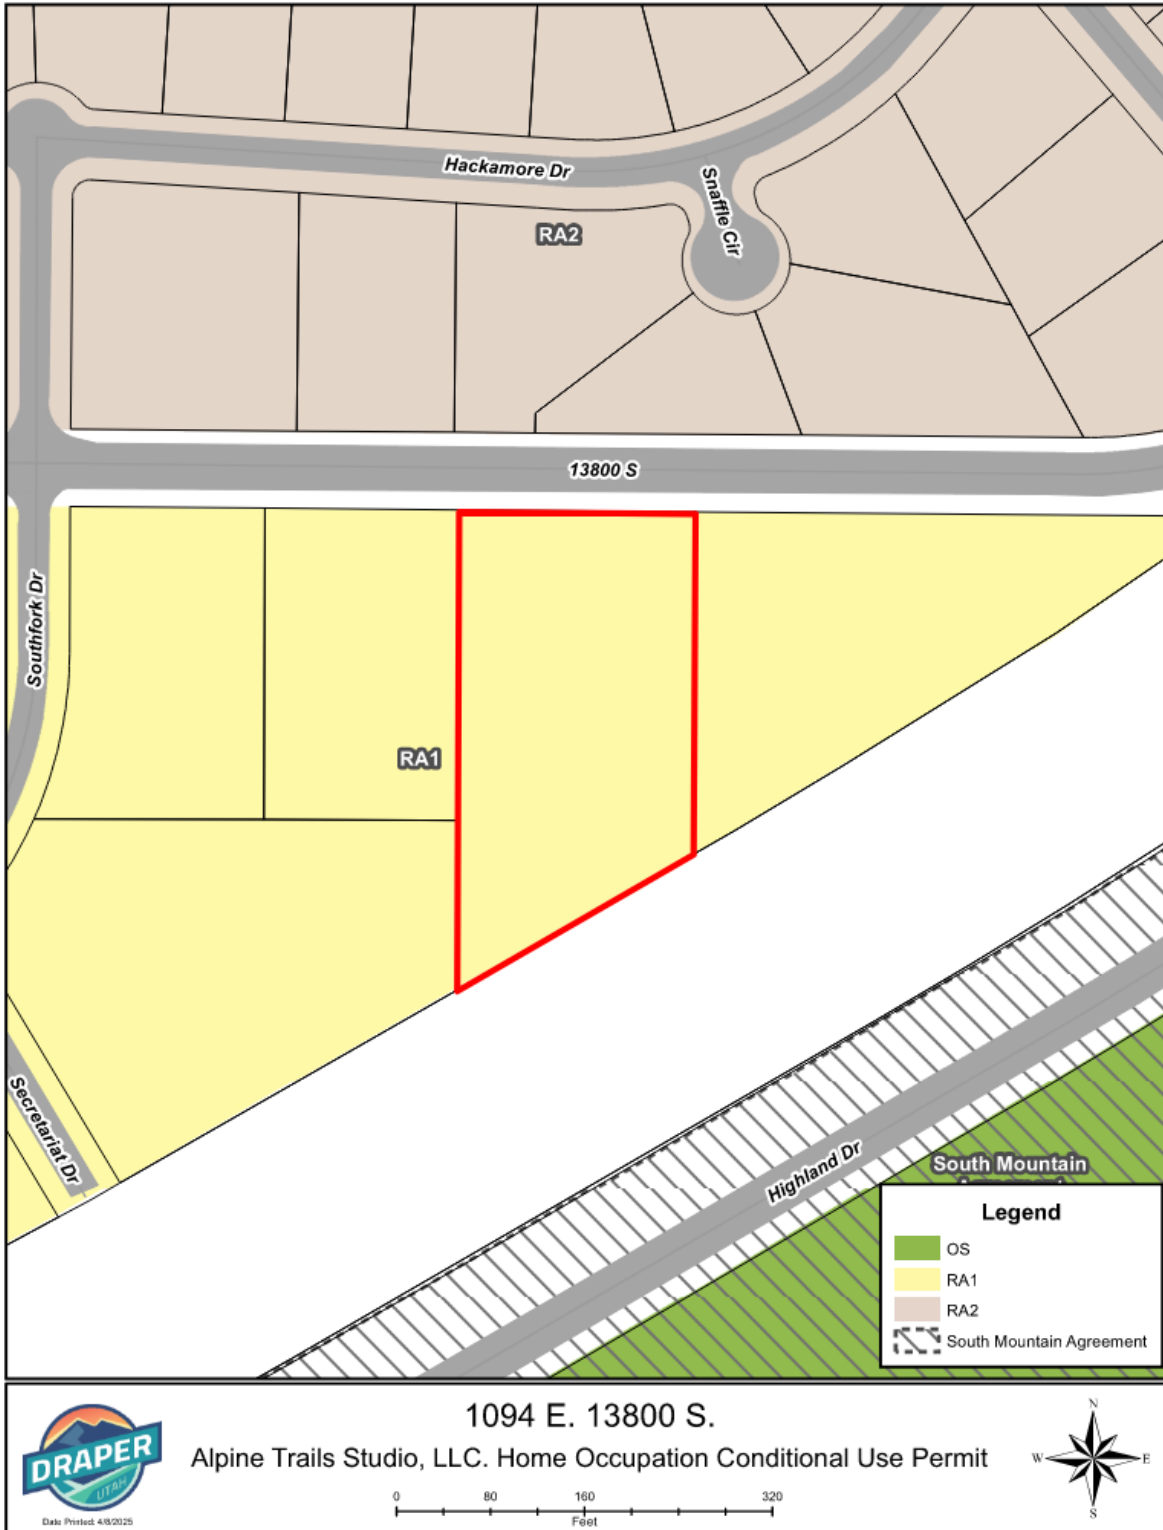 Hackamore Dr
Snaffle Cir
RA2
13800 S
Southfork Dr
RA1
Secretariat Dr
Highland Dr
South Mountain
Legend
OS
RA1
RA2
South Mountain Agreement
DRAPER
UTAH
Date Printed: 4/8/2025
1094 E. 13800 S.
Alpine Trails Studio, LLC. Home Occupation Conditional Use Permit
0 80 160 320
Feet
N
W E
S